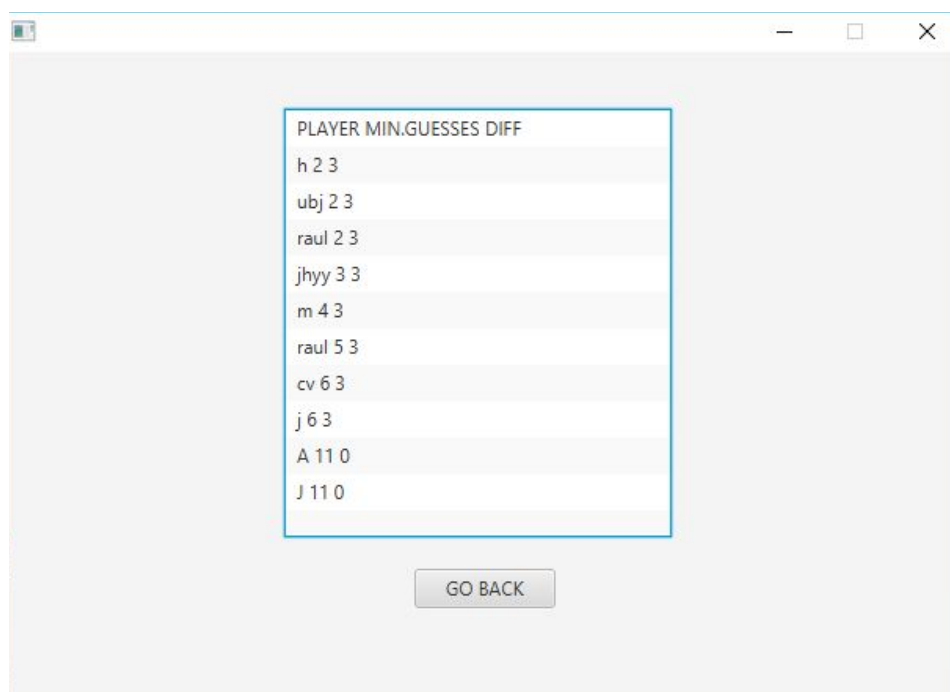 PLAYER MIN.GUESSES DIFF
h 2 3
ubj 2 3
raul 2 3
jhyy 3 3
m 4 3
raul 5 3
cv 6 3
j 6 3
A 11 0
J 11 0
GO BACK